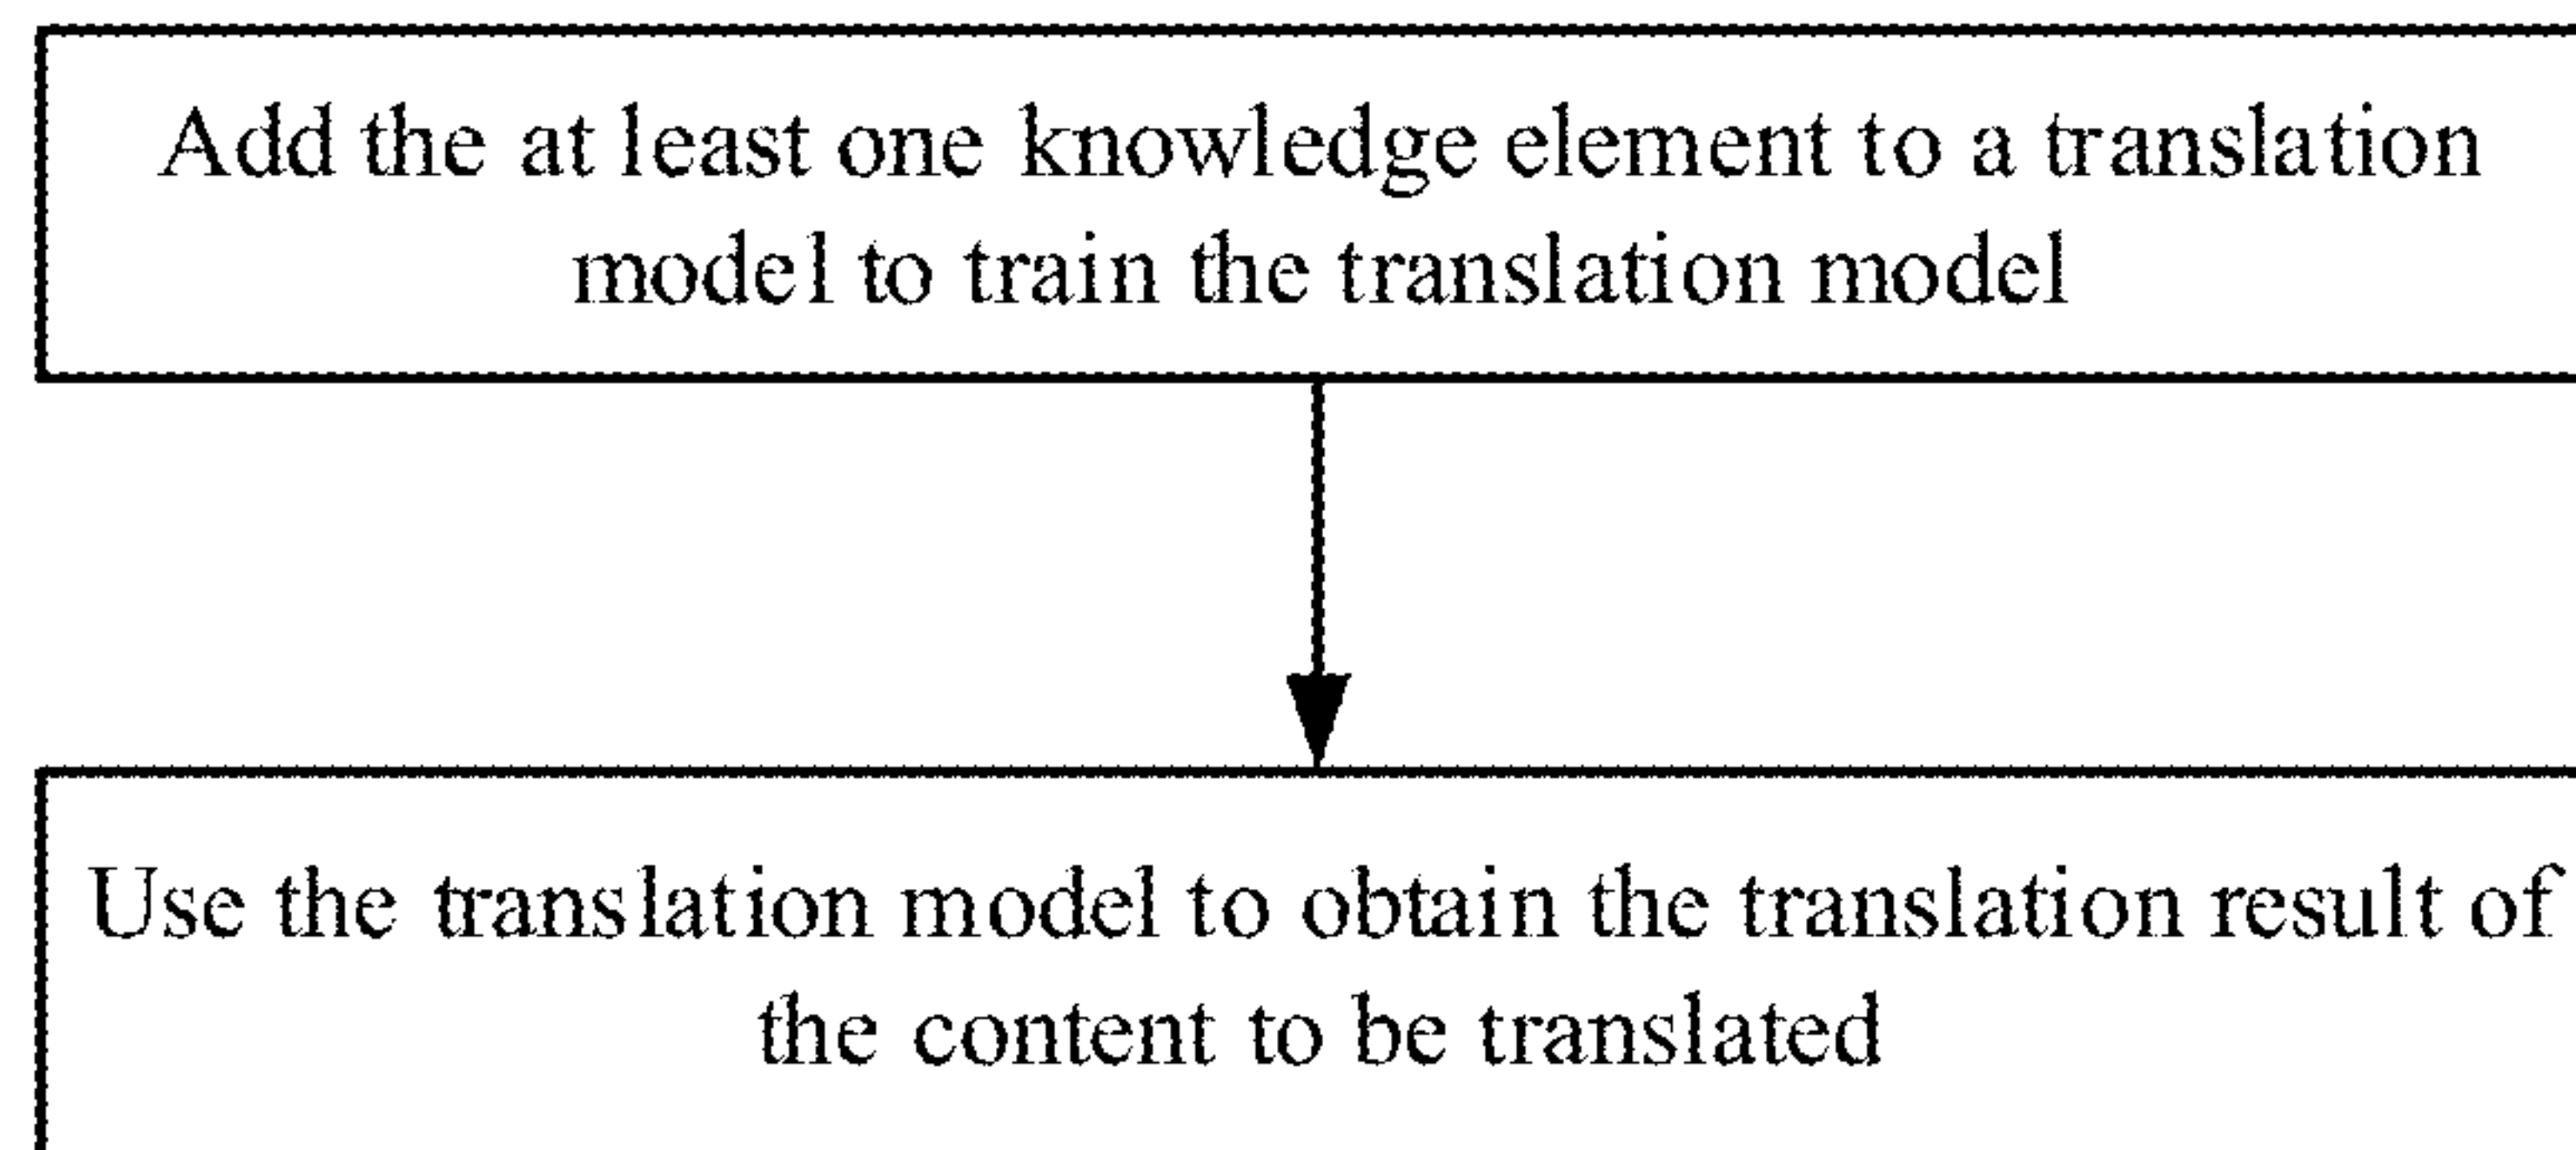 Add the at least one knowledge element to a translation
model to train the translation model
Use the translation model to obtain the translation result of
the content to be translated